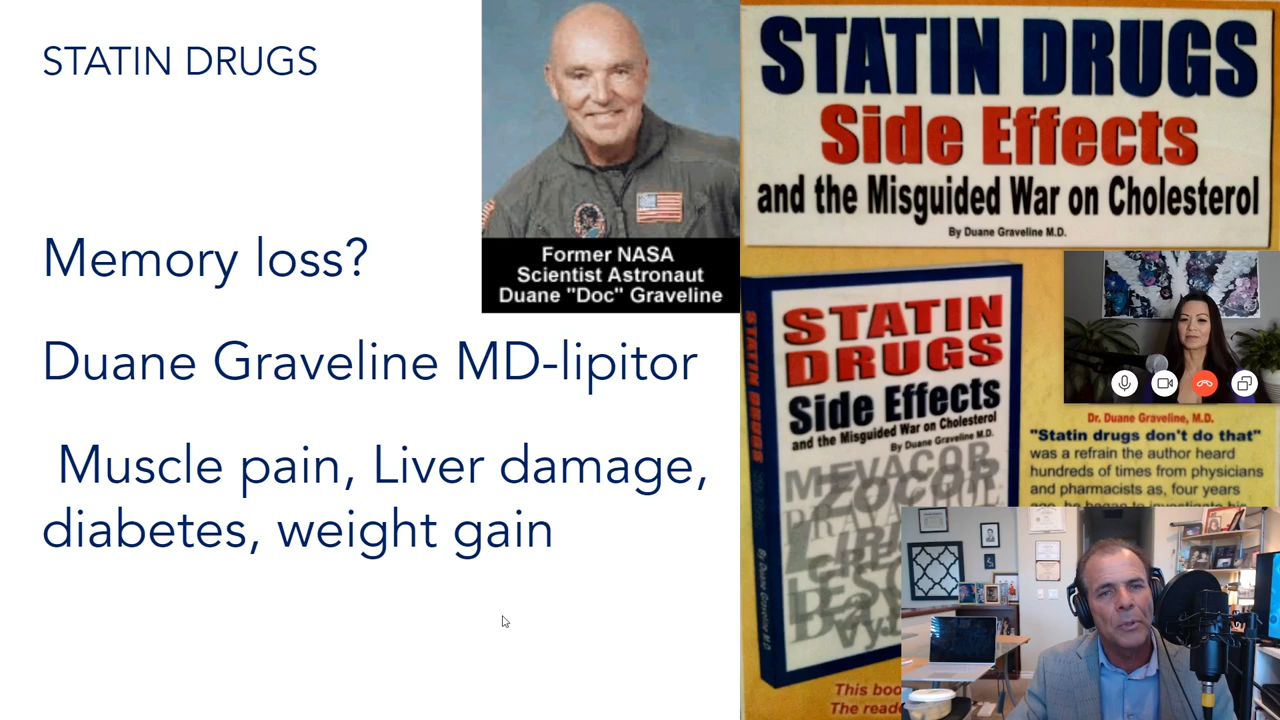 STATIN DRUGS
Memory loss?
Duane Graveline MD-lipitor
Muscle pain, Liver damage,
diabetes, weight gain
Former NASA
Scientist Astronaut
Duane "Doc" Graveline
STATIN DRUGS
Side Effects
and the Misguided War on Cholesterol
By Duane Graveline M.D.
STATIN
DRUGS
Side Effects
and the Misguided War on Cholesterol
By Duane Graveline M.D.
MEVACOR
ZOCOR
STATIN DRUGS
By Duane Graveline M.D.
Dr. Duane Graveline, M.D.
"Statin drugs don't do that"
was a refrain the author heard
hundreds of times from physicians
and pharmacists as, four years
This
The